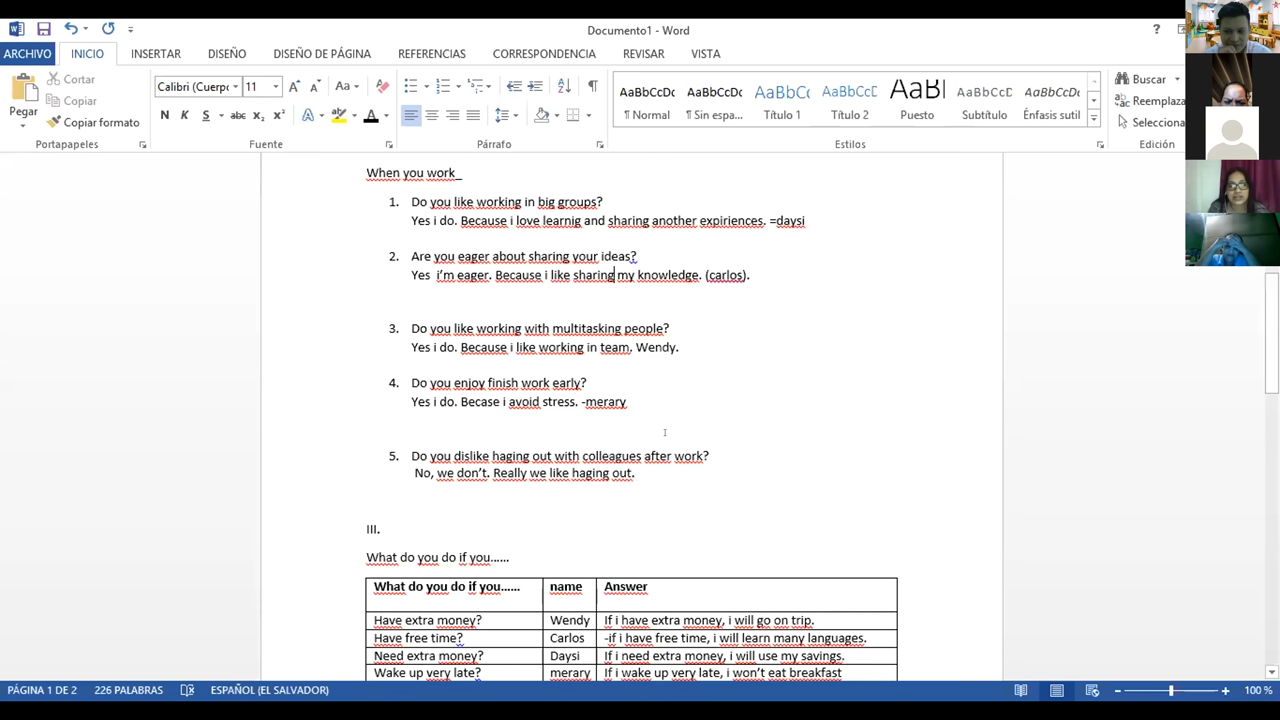 Documento1 - Word
?
ARCHIVO INICIO INSERTAR DISEÑO DISEÑO DE PÁGINA REFERENCIAS CORRESPONDENCIA REVISAR VISTA
Pegar
Cortar
Copiar
Copiar formato
Portapapeles
Calibri (Cuerp 11
N K S abc x₂ x²
Fuente
Párrafo
AaBbCcDc AaBbCcDc AaBbCc AaBbCcD AaBl AaBbCcD AaBbCcDc
¶ Normal ¶ Sin espa... Título 1 Título 2 Puesto Subtítulo Énfasis sutil
Estilos
Buscar
Reemplaza
Selecciona
Edición
When you work_
1. Do you like working in big groups?
Yes i do. Because i love learnig and sharing another expiriences. =daysi
2. Are you eager about sharing your ideas?
Yes i'm eager. Because i like sharing my knowledge. (carlos).
3. Do you like working with multitasking people?
Yes i do. Because i like working in team. Wendy.
4. Do you enjoy finish work early?
Yes i do. Becase i avoid stress. -merary
5. Do you dislike haging out with colleagues after work?
No, we don't. Really we like haging out.
III.
What do you do if you......
What do you do if you...... name Answer
Have extra money? Wendy If i have extra money, i will go on trip.
Have free time? Carlos -if i have free time, i will learn many languages.
Need extra money? Daysi If i need extra money, i will use my savings.
Wake up very late? merary If i wake up very late, i won't eat breakfast
PÁGINA 1 DE 2 226 PALABRAS ESPAÑOL (EL SALVADOR) 100 %